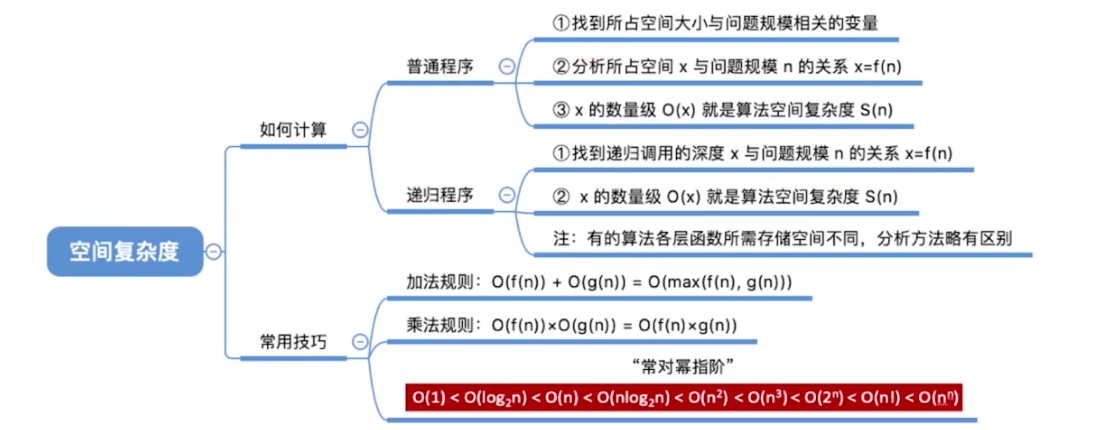 空间复杂度
如何计算
普通程序
①找到所占空间大小与问题规模相关的变量
②分析所占空间 x 与问题规模 n 的关系 x=f(n)
③ x 的数量级 O(x) 就是算法空间复杂度 S(n)
递归程序
①找到递归调用的深度 x 与问题规模 n 的关系 x=f(n)
② x 的数量级 O(x) 就是算法空间复杂度 S(n)
注：有的算法各层函数所需存储空间不同，分析方法略有区别
常用技巧
加法规则：O(f(n)) + O(g(n)) = O(max(f(n), g(n)))
乘法规则：O(f(n))×O(g(n)) = O(f(n)×g(n))
“常对幂指阶”
O(1) < O(log₂n) < O(n) < O(nlog₂n) < O(n²) < O(n³) < O(2ⁿ) < O(n!) < O(nⁿ)